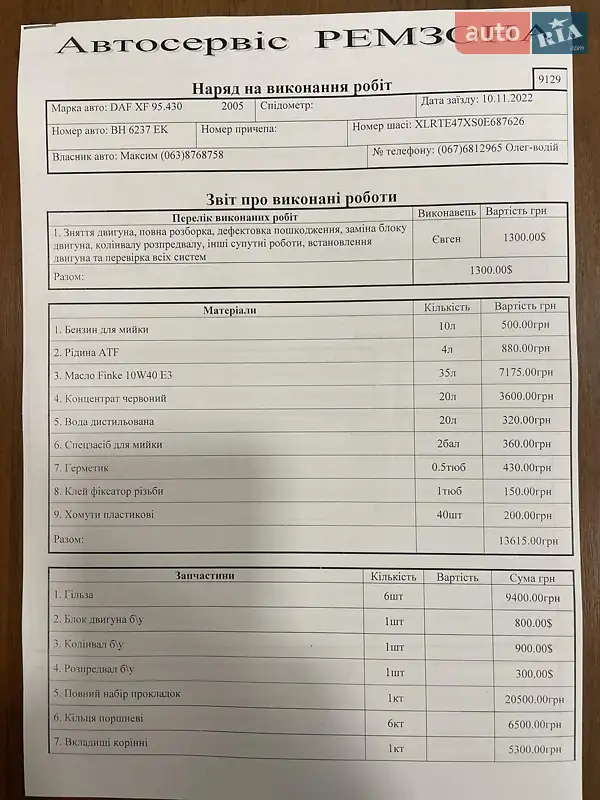 auto RIA .com
Автосервіс РЕМЗОНА
9129
Наряд на виконання робіт
Марка авто: DAF XF 95.430 2005 Спідометр: Дата заїзду: 10.11.2022
Номер авто: ВН 6237 ЕК Номер причепа: Номер шасі: XLRTE47XS0E687626
Власник авто: Максим (063)8768758 № телефону: (067)6812965 Олег-водій
Звіт про виконані роботи
Перелік виконаних робіт Виконавець Вартість грн
1. Зняття двигуна, повна розборка, дефектовка пошкодження, заміна блоку
двигуна, колінвалу розпредвалу, інші супутні роботи, встановлення
двигуна та перевірка всіх систем Євген 1300.00$
Разом: 1300.00$
Матеріали Кількість Вартість грн
1. Бензин для мийки 10л 500.00грн
2. Рідина ATF 4л 880.00грн
3. Масло Finke 10W40 E3 35л 7175.00грн
4. Концентрат червоний 20л 3600.00грн
5. Вода дистильована 20л 320.00грн
6. Спецзасіб для мийки 2бал 360.00грн
7. Герметик 0.5тюб 430.00грн
8. Клей фіксатор різьби 1тюб 150.00грн
9. Хомути пластикові 40шт 200.00грн
Разом: 13615.00грн
Запчастини Кількість Вартість Сума грн
1. Гільза 6шт 9400.00грн
2. Блок двигуна б\у 1шт 800.00$
3. Колінвал б\у 1шт 900.00$
4. Розпредвал б\у 1шт 300.00$
5. Повний набір прокладок 1кт 20500.00грн
6. Кільця поршневі 6кт 6500.00грн
7. Вкладиші корінні 1кт 5300.00грн